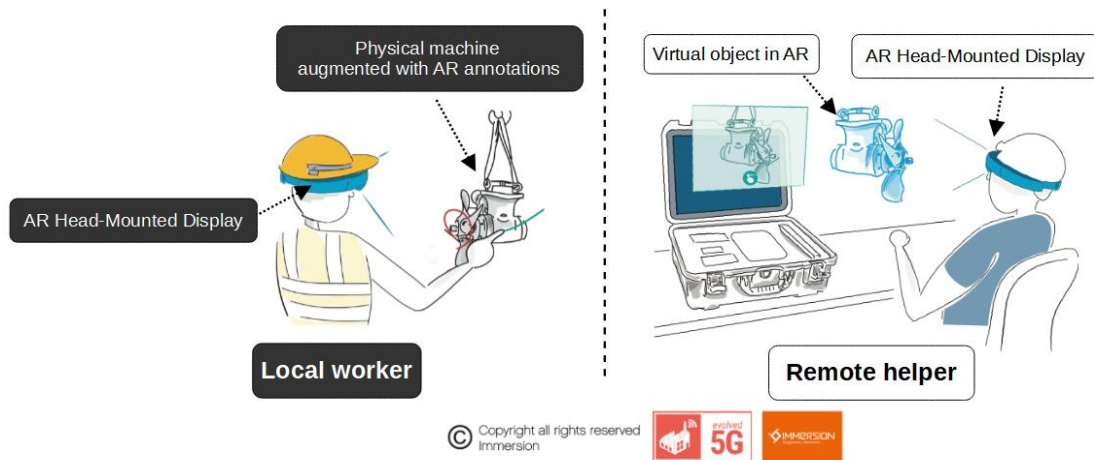 Physical machine
augmented with AR annotations
AR Head-Mounted Display
Local worker
Virtual object in AR
AR Head-Mounted Display
Remote helper
© Copyright all rights reserved
Immersion
evolved
5G
IMMERSION